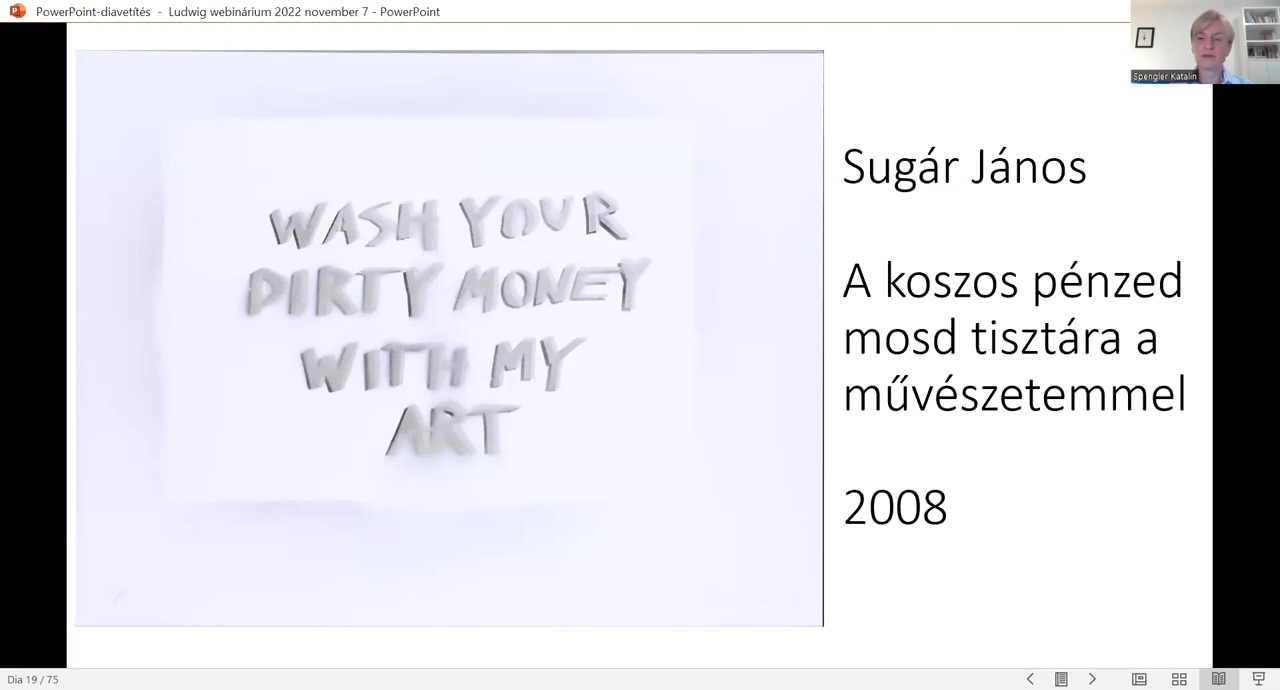 PowerPoint-diavetítés - Ludwig webinárium 2022 november 7 - PowerPoint
Spengler Katalin
WASH YOUR
DIRTY MONEY
WITH MY
ART
Sugár János
A koszos pénzed
mosd tisztára a
művészetemmel
2008
Dia 19 / 75